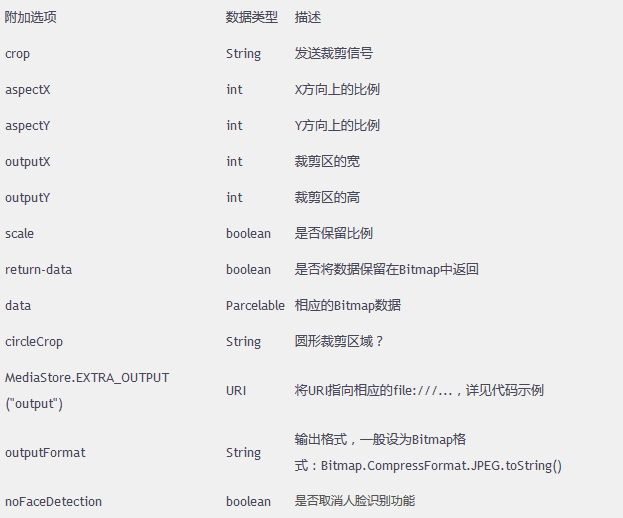 附加选项 数据类型 描述
crop String 发送裁剪信号
aspectX int X方向上的比例
aspectY int Y方向上的比例
outputX int 裁剪区的宽
outputY int 裁剪区的高
scale boolean 是否保留比例
return-data boolean 是否将数据保留在Bitmap中返回
data Parcelable 相应的Bitmap数据
circleCrop String 圆形裁剪区域？
MediaStore.EXTRA_OUTPUT
("output") URI 将URI指向相应的file:///...，详见代码示例
outputFormat String 输出格式，一般设为Bitmap格
式：Bitmap.CompressFormat.JPEG.toString()
noFaceDetection boolean 是否取消人脸识别功能